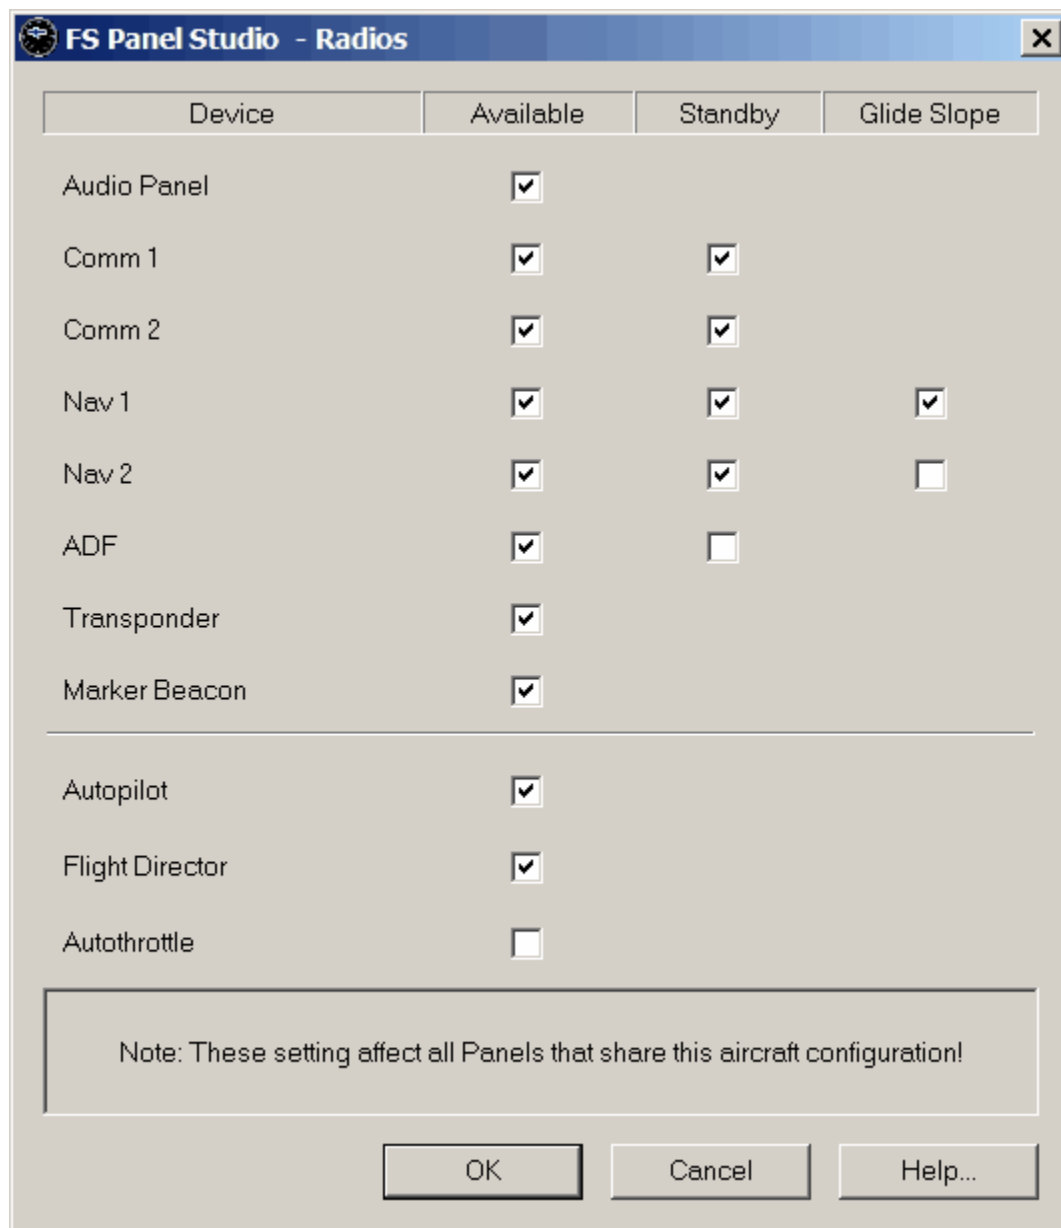 FS Panel Studio - Radios
Device Available Standby Glide Slope
Audio Panel
Comm 1
Comm 2
Nav 1
Nav 2
ADF
Transponder
Marker Beacon
Autopilot
Flight Director
Autothrottle
Note: These setting affect all Panels that share this aircraft configuration!
OK Cancel Help...